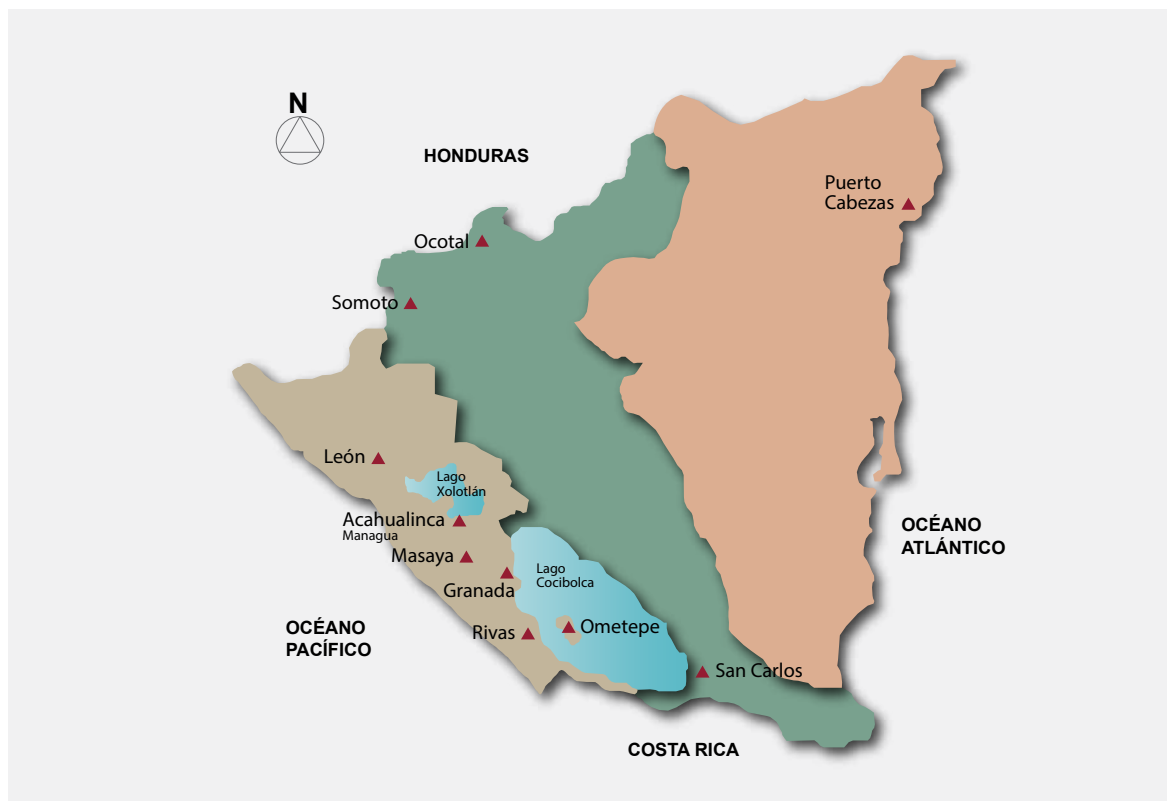 N
HONDURAS
Puerto
Cabezas
Ocotal
Somoto
León
Lago
Xolotlán
Acahualinca
Managua
OCÉANO
ATLÁNTICO
Masaya
Lago
Cocibolca
Granada
OCÉANO
PACÍFICO
Rivas
Ometepe
San Carlos
COSTA RICA